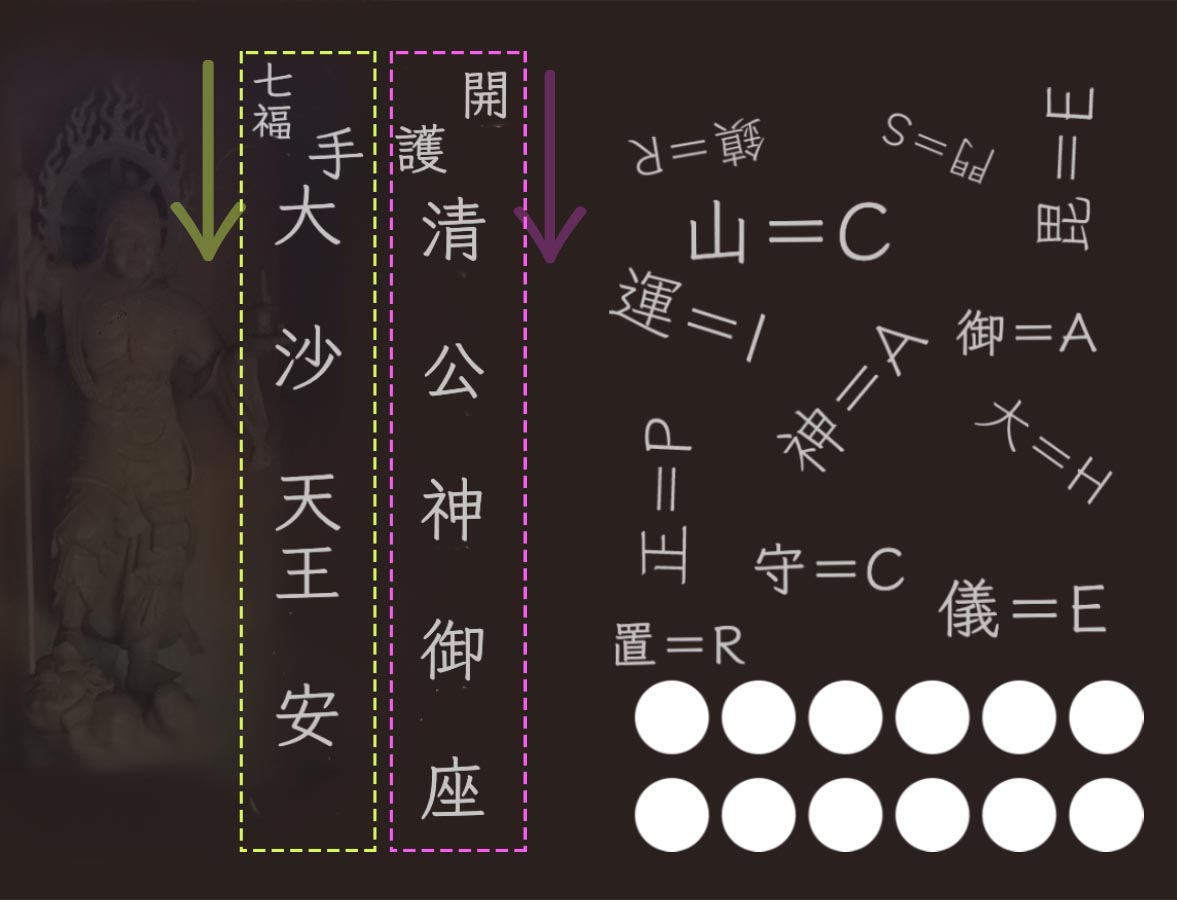 七福
手
大
沙
天
王
安
開
護
清
公
神
御
座
鎮=R
門=S
毘=E
山=C
運=I
御=A
神=A
大=H
正=P
守=C
儀=E
置=R